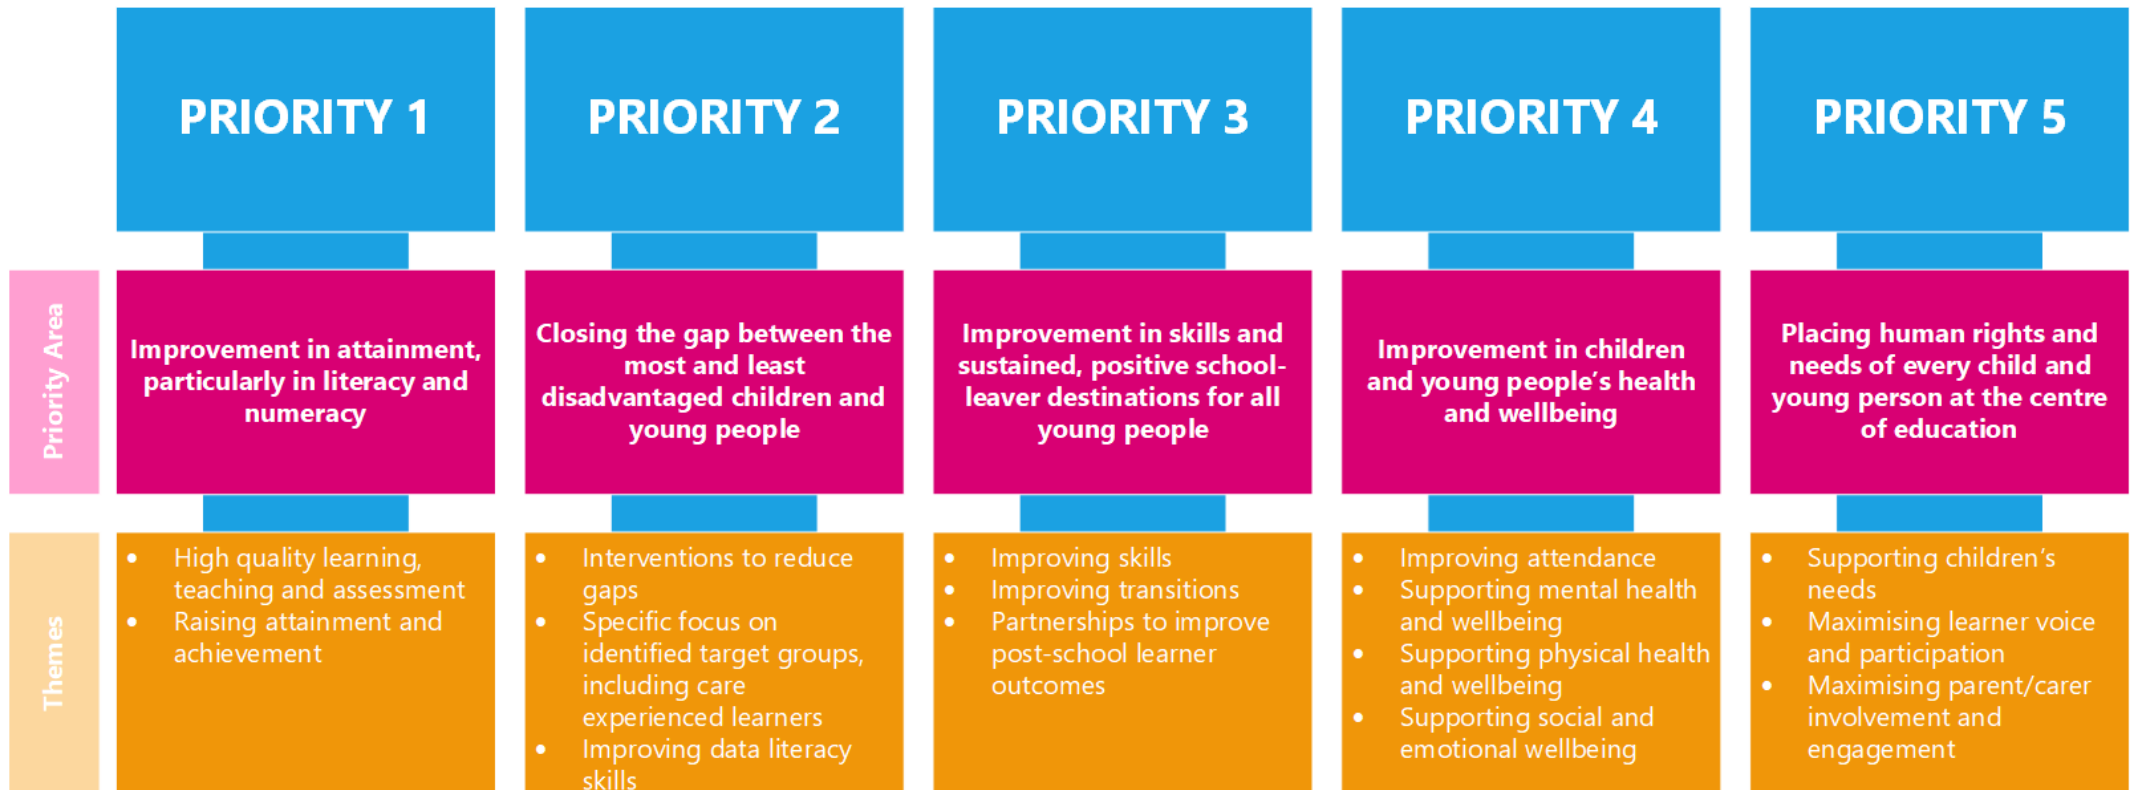 PRIORITY 1
PRIORITY 2
PRIORITY 3
PRIORITY 4
PRIORITY 5
Priority Area
Improvement in attainment,
particularly in literacy and
numeracy
Closing the gap between the
most and least
disadvantaged children and
young people
Improvement in skills and
sustained, positive school-
leaver destinations for all
young people
Improvement in children
and young people’s health
and wellbeing
Placing human rights and
needs of every child and
young person at the centre
of education
Themes
• High quality learning,
teaching and assessment
• Raising attainment and
achievement
• Interventions to reduce
gaps
• Specific focus on
identified target groups,
including care
experienced learners
• Improving data literacy
skills
• Improving skills
• Improving transitions
• Partnerships to improve
post-school learner
outcomes
• Improving attendance
• Supporting mental health
and wellbeing
• Supporting physical health
and wellbeing
• Supporting social and
emotional wellbeing
• Supporting children’s
needs
• Maximising learner voice
and participation
• Maximising parent/carer
involvement and
engagement